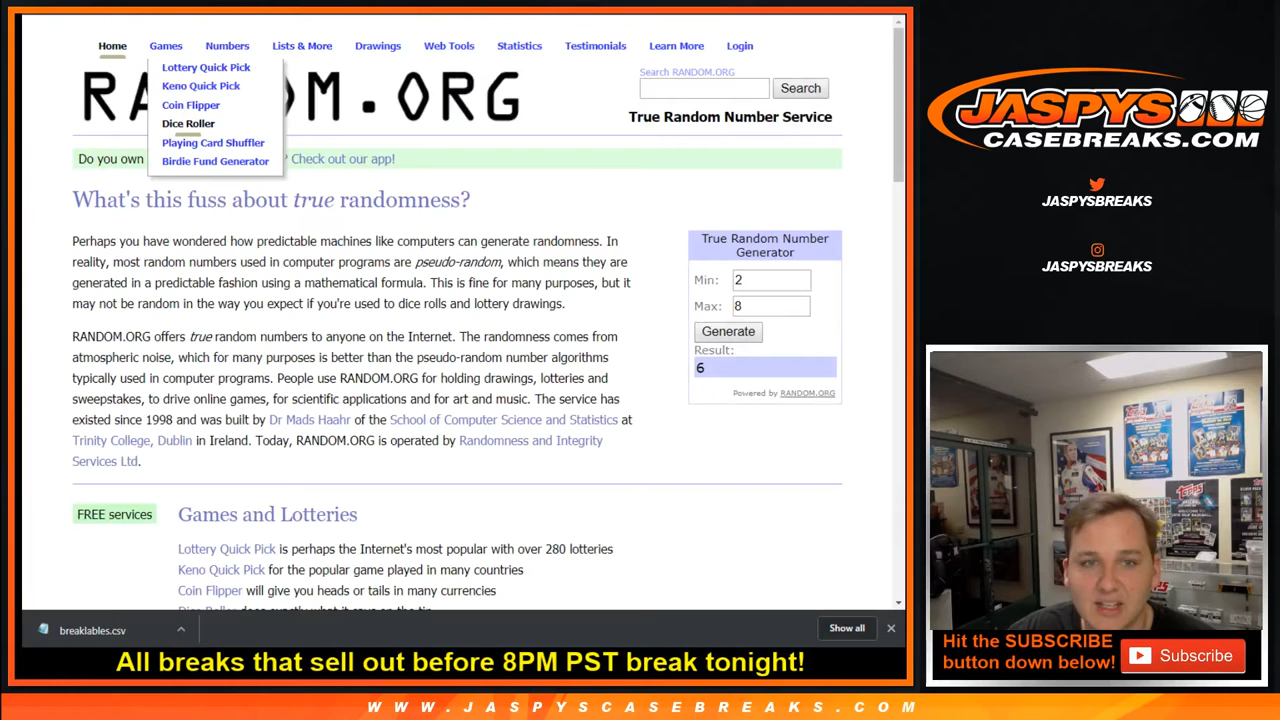 Home Games Numbers Lists & More Drawings Web Tools Statistics Testimonials Learn More Login
Lottery Quick Pick
Keno Quick Pick
Coin Flipper
Dice Roller
Playing Card Shuffler
Birdie Fund Generator
Search RANDOM.ORG
Search
True Random Number Service
Do you own
? Check out our app!
What's this fuss about true randomness?
Perhaps you have wondered how predictable machines like computers can generate randomness. In
reality, most random numbers used in computer programs are pseudo-random, which means they are
generated in a predictable fashion using a mathematical formula. This is fine for many purposes, but it
may not be random in the way you expect if you're used to dice rolls and lottery drawings.
RANDOM.ORG offers true random numbers to anyone on the Internet. The randomness comes from
atmospheric noise, which for many purposes is better than the pseudo-random number algorithms
typically used in computer programs. People use RANDOM.ORG for holding drawings, lotteries and
sweepstakes, to drive online games, for scientific applications and for art and music. The service has
existed since 1998 and was built by Dr Mads Haahr of the School of Computer Science and Statistics at
Trinity College, Dublin in Ireland. Today, RANDOM.ORG is operated by Randomness and Integrity
Services Ltd.
True Random Number
Generator
Min: 2
Max: 8
Generate
Result:
6
Powered by RANDOM.ORG
FREE services
Games and Lotteries
Lottery Quick Pick is perhaps the Internet's most popular with over 280 lotteries
Keno Quick Pick for the popular game played in many countries
Coin Flipper will give you heads or tails in many currencies
Dice Roller does exactly what it says on the tin
breaklables.csv
Show all
All breaks that sell out before 8PM PST break tonight!
WWW.JASPYSCASEBREAKS.COM
JASPYS
CASEBREAKS.COM
JASPYSBREAKS
JASPYSBREAKS
Topps
Topps
Topps
Hit the SUBSCRIBE
button down below!
Subscribe